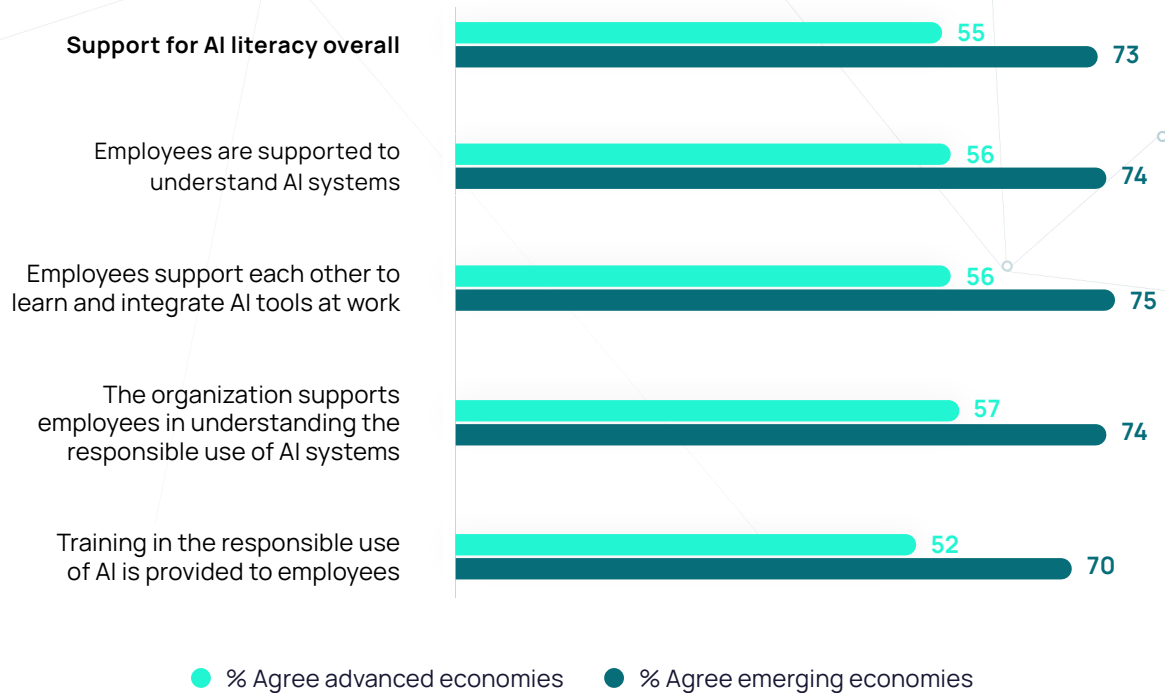 Support for AI literacy overall
55
73
Employees are supported to
understand AI systems
56
74
Employees support each other to
learn and integrate AI tools at work
56
75
The organization supports
employees in understanding the
responsible use of AI systems
57
74
Training in the responsible use
of AI is provided to employees
52
70
% Agree advanced economies
% Agree emerging economies